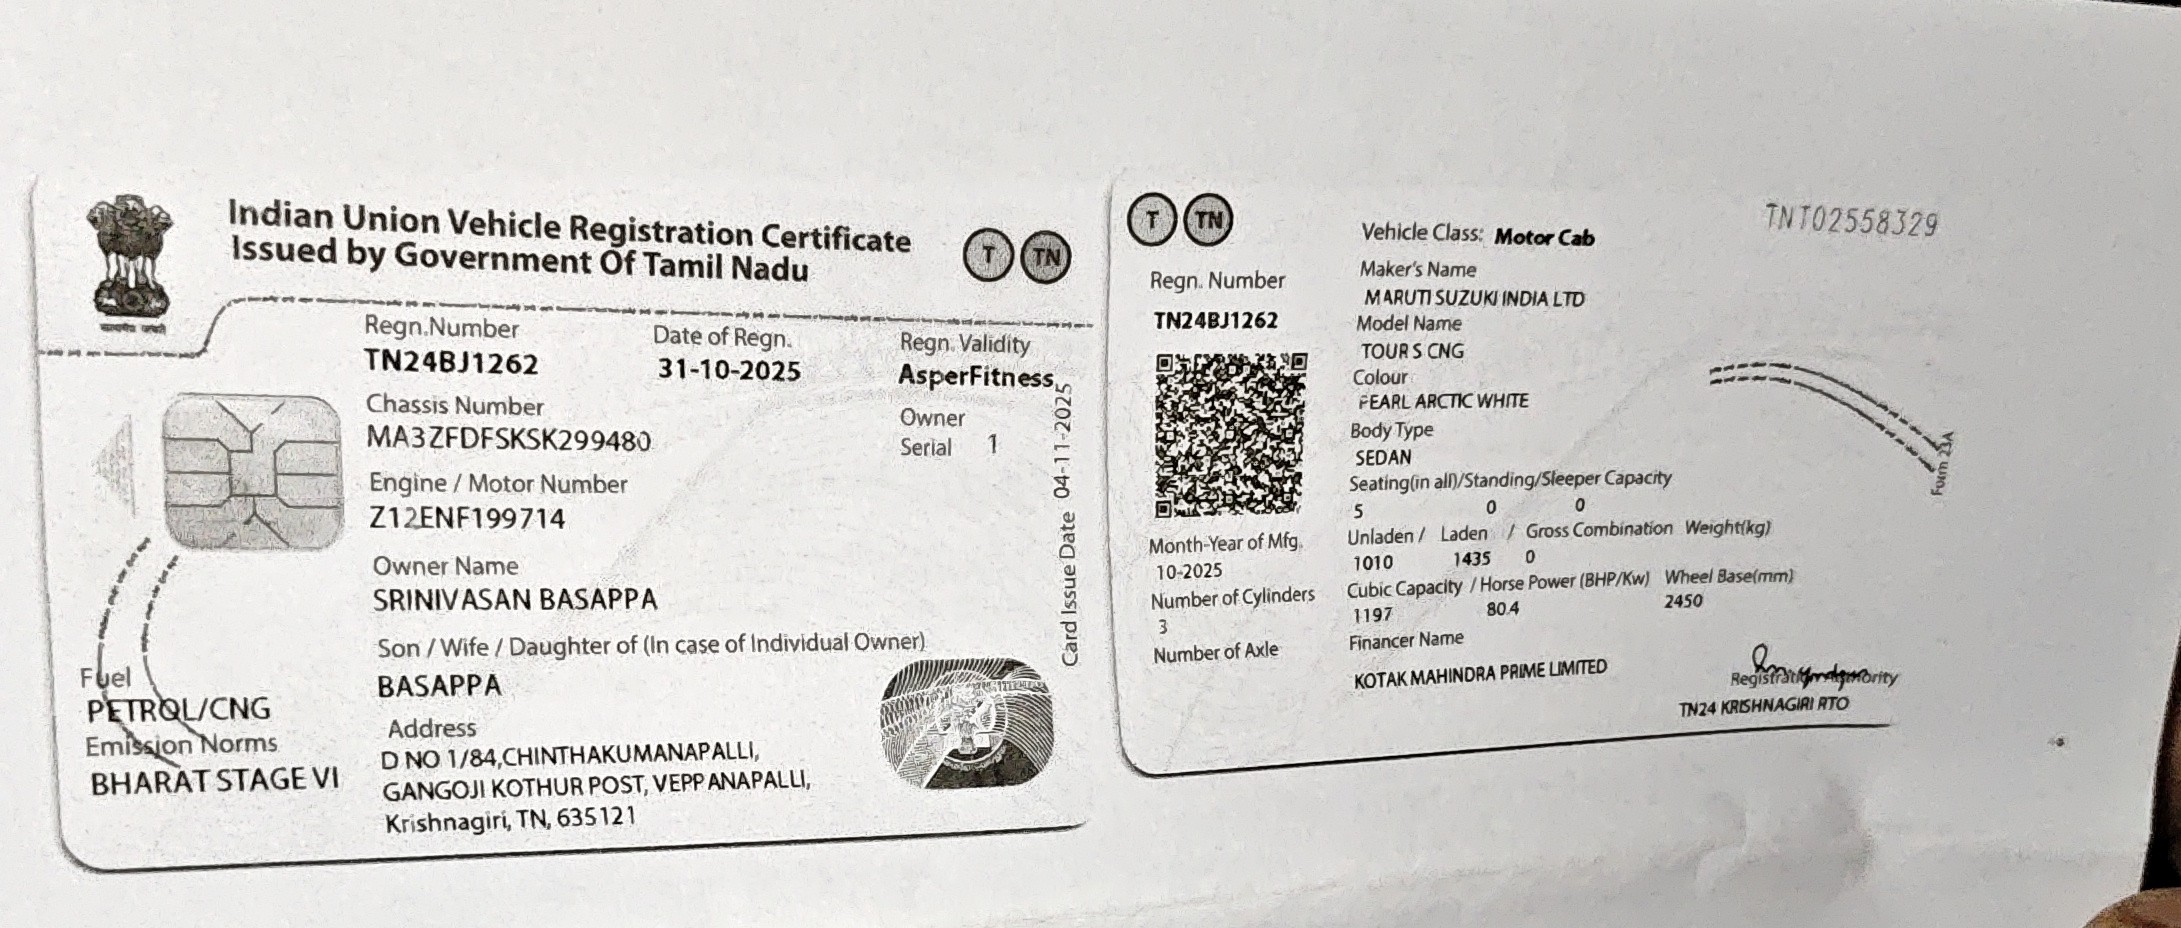 Indian Union Vehicle Registration Certificate
Issued by Government Of Tamil Nadu
T TN
सत्यमेव जयते
Regn.Number
TN24BJ1262
Date of Regn.
31-10-2025
Regn. Validity
AsperFitness
Chassis Number
MA3ZFDFSKSK299480
Owner
Serial 1
Engine / Motor Number
Z12ENF199714
Owner Name
SRINIVASAN BASAPPA
Son / Wife / Daughter of (In case of Individual Owner)
BASAPPA
Fuel
PETROL/CNG
Emission Norms
BHARAT STAGE VI
Address
D NO 1/84,CHINTHAKUMANAPALLI,
GANGOJI KOTHUR POST, VEPPANAPALLI,
Krishnagiri, TN, 635121
Card Issue Date 04-11-2025
T TN
Regn. Number
TN24BJ1262
Month-Year of Mfg.
10-2025
Number of Cylinders
3
Number of Axle
Vehicle Class: Motor Cab
TNT02558329
Maker's Name
MARUTI SUZUKI INDIA LTD
Model Name
TOUR S CNG
Colour
PEARL ARCTIC WHITE
Body Type
SEDAN
Seating(in all)/Standing/Sleeper Capacity
5 0 0
Unladen / Laden / Gross Combination Weight(kg)
1010 1435 0
Cubic Capacity / Horse Power (BHP/Kw) Wheel Base(mm)
1197 80.4 2450
Financer Name
KOTAK MAHINDRA PRIME LIMITED
Form 23A
Registration Authority
TN24 KRISHNAGIRI RTO